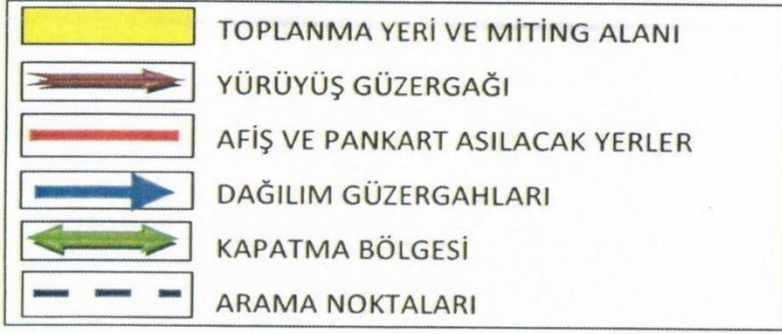 TOPLANMA YERİ VE MİTİNG ALANI
YÜRÜYÜŞ GÜZERGAĞI
AFİŞ VE PANKART ASILACAK YERLER
DAĞILIM GÜZERGAHLARI
KAPATMA BÖLGESİ
ARAMA NOKTALARI